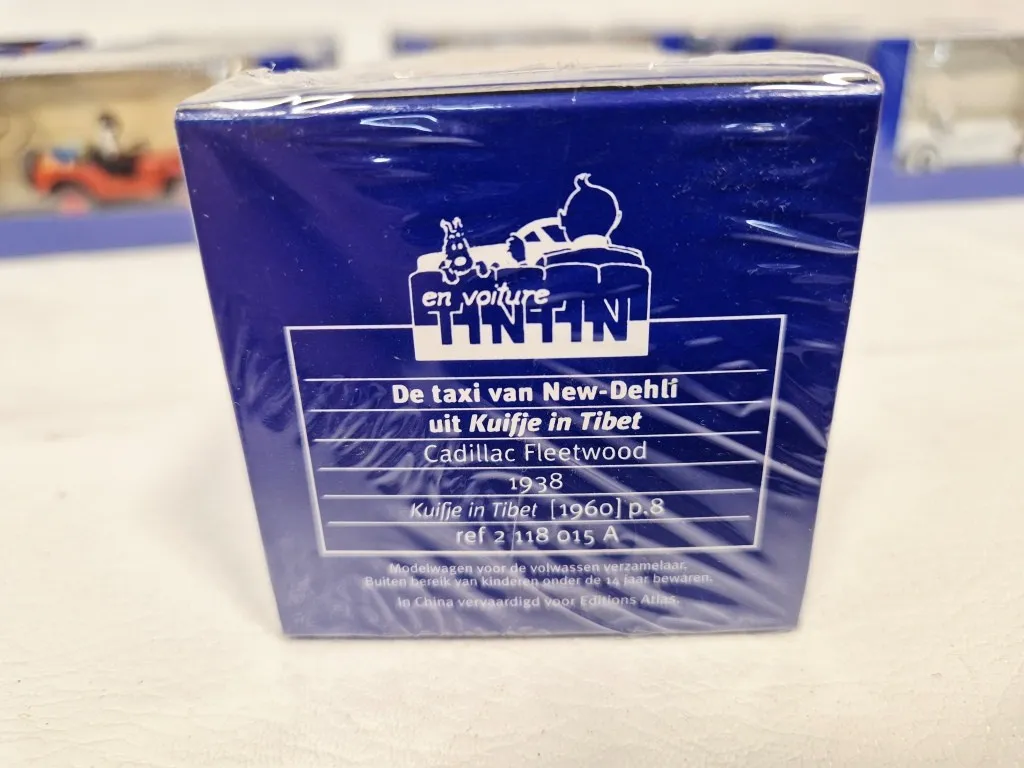 en voiture
TINTIN
De taxi van New-Dehli
uit Kuifje in Tibet
Cadillac Fleetwood
1938
Kuifje in Tibet [1960] p.8
ref 2 118 015 A
Modelwagen voor de volwassen verzamelaar.
Buiten bereik van kinderen onder de 14 jaar bewaren.
In China vervaardigd voor Editions Atlas.